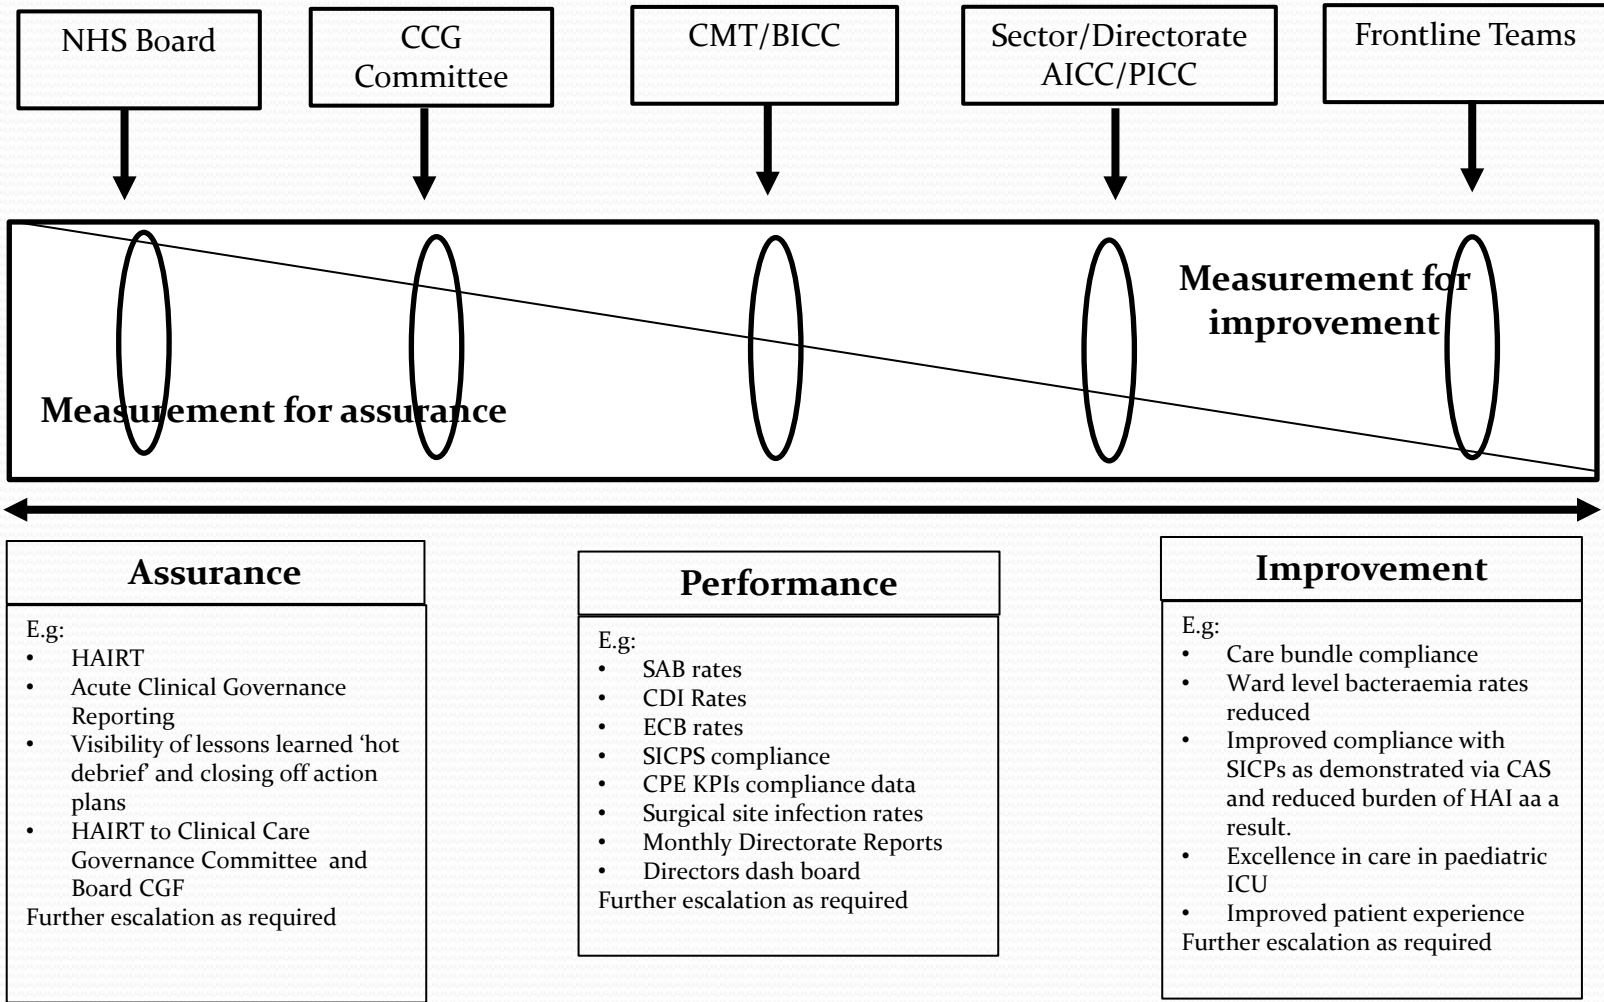 NHS Board
CCG
Committee
CMT/BICC
Sector/Directorate
AICC/PICC
Frontline Teams
Measurement for
improvement
Measurement for assurance
Assurance
E.g:
• HAIRT
• Acute Clinical Governance
Reporting
• Visibility of lessons learned ‘hot
debrief’ and closing off action
plans
• HAIRT to Clinical Care
Governance Committee and
Board CGF
Further escalation as required
Performance
E.g:
• SAB rates
• CDI Rates
• ECB rates
• SICPS compliance
• CPE KPIs compliance data
• Surgical site infection rates
• Monthly Directorate Reports
• Directors dash board
Further escalation as required
Improvement
E.g:
• Care bundle compliance
• Ward level bacteraemia rates
reduced
• Improved compliance with
SICPs as demonstrated via CAS
and reduced burden of HAI aa a
result.
• Excellence in care in paediatric
ICU
• Improved patient experience
Further escalation as required